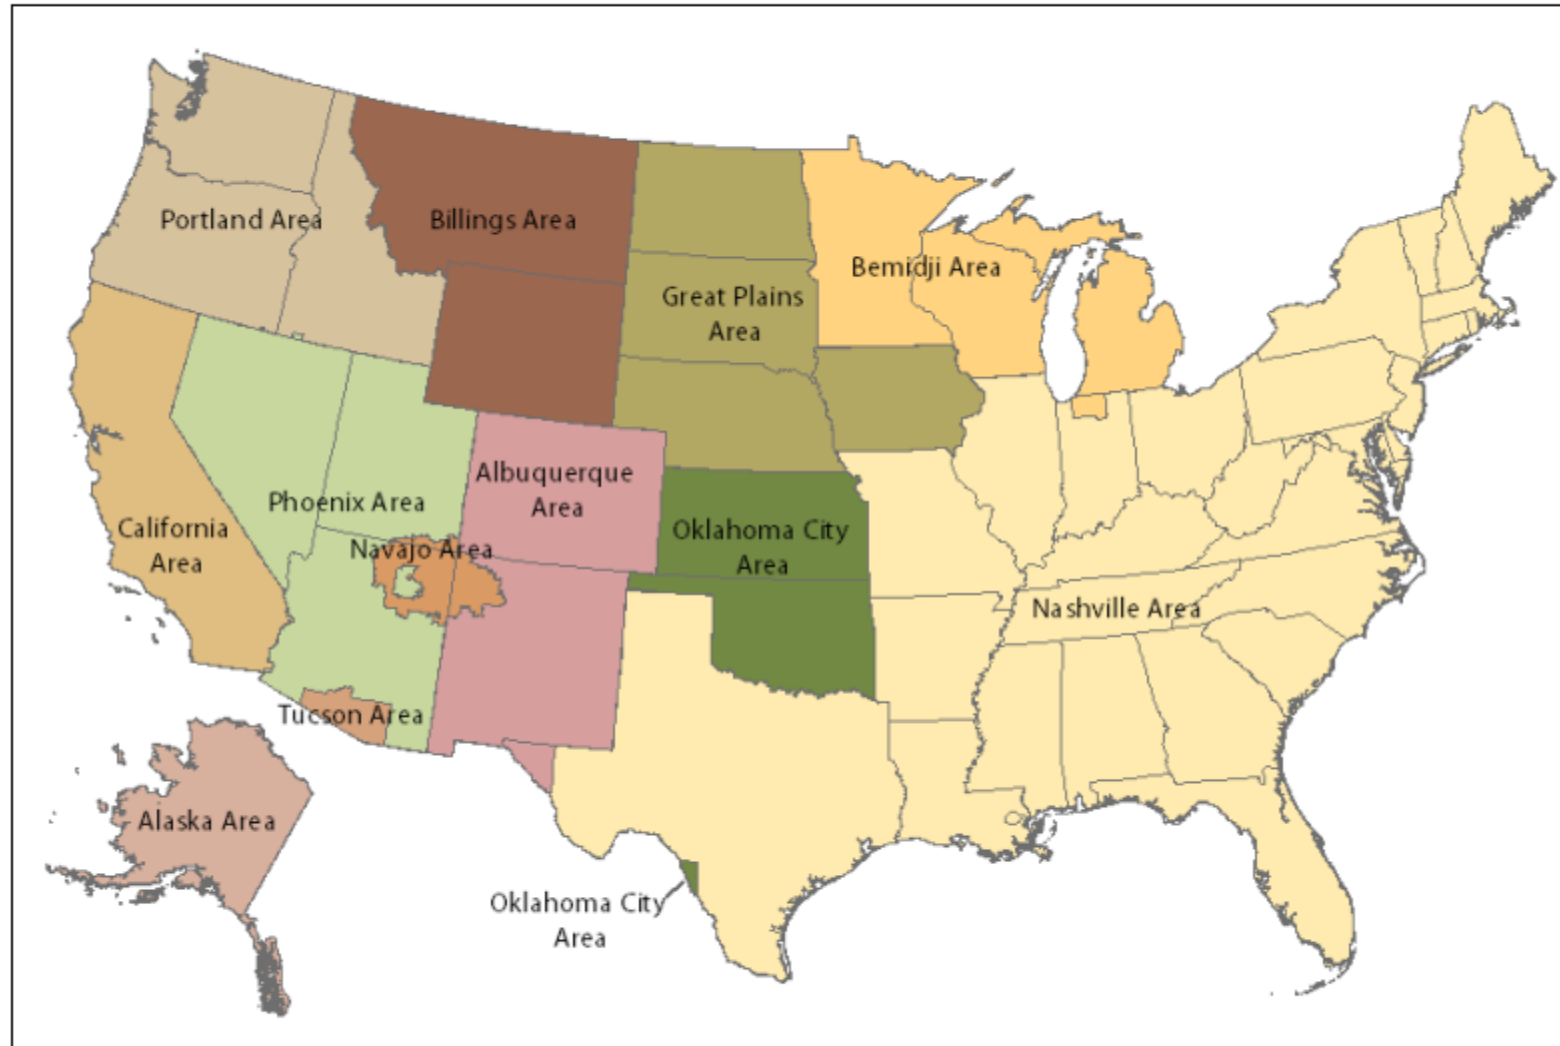 Portland Area
Billings Area
Bemidji Area
Great Plains
Area
Albuquerque
Area
Phoenix Area
California
Area
Navajo Area
Oklahoma City
Area
Nashville Area
Tucson Area
Alaska Area
Oklahoma City
Area